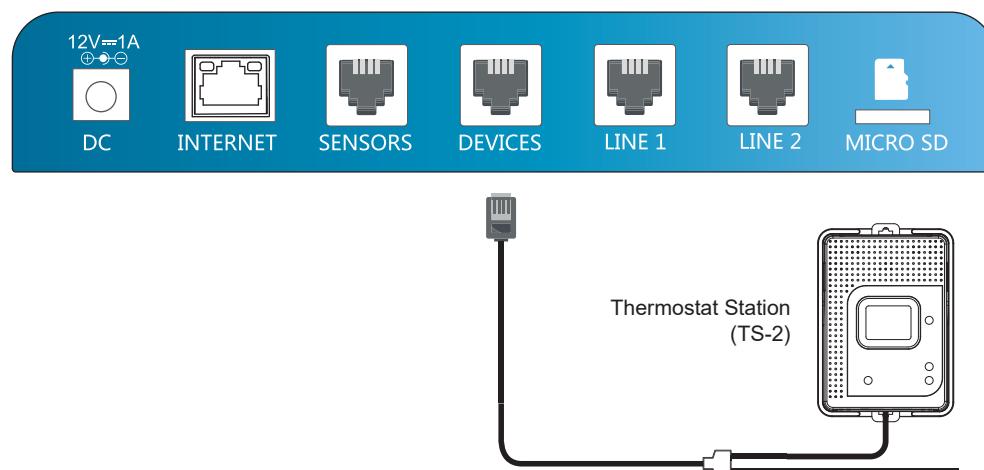 12V⎓1A
DC
INTERNET
SENSORS
DEVICES
LINE 1
LINE 2
MICRO SD
Thermostat Station
(TS-2)